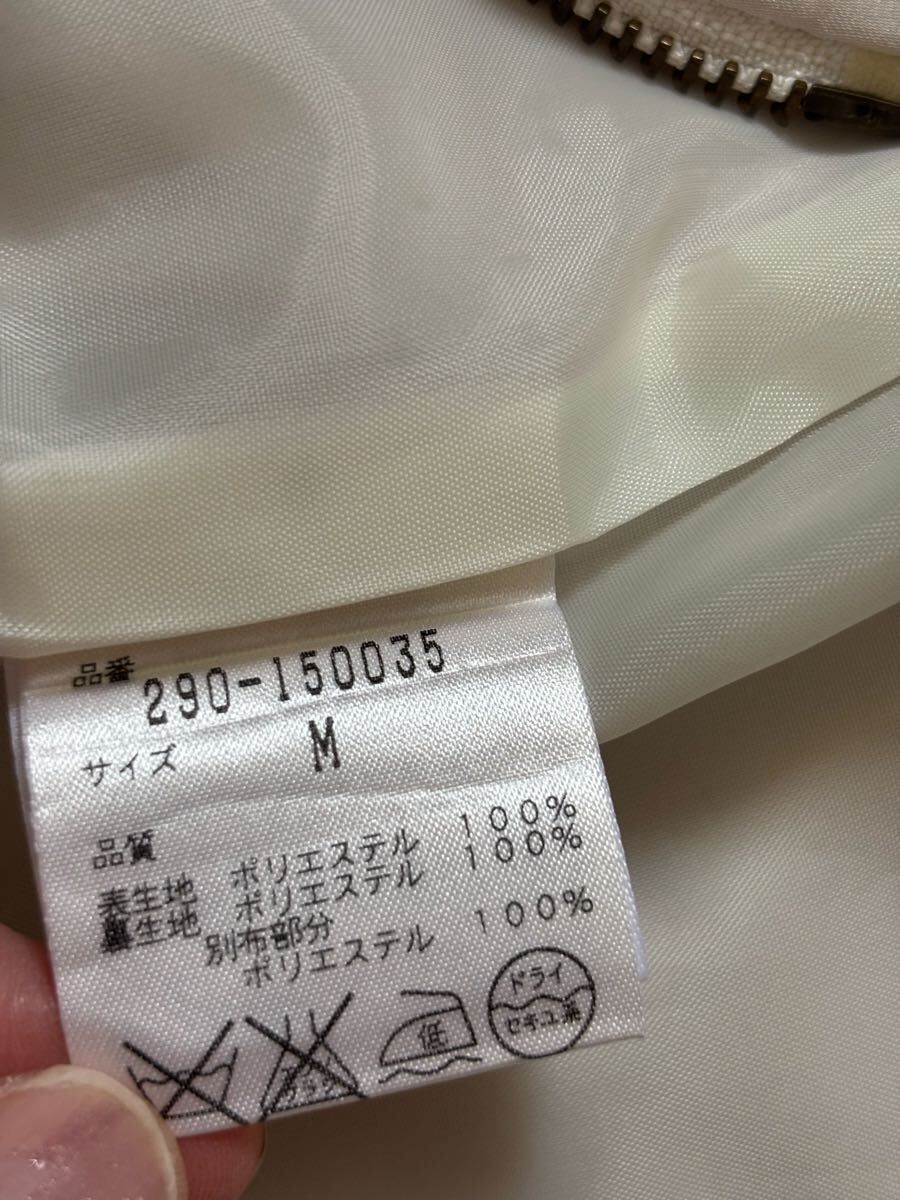 品番
290-150035
サイズ M
品質
表生地 ポリエステル 100%
裏生地 ポリエステル 100%
別布部分
ポリエステル 100%
低
ドライ
セキユ系